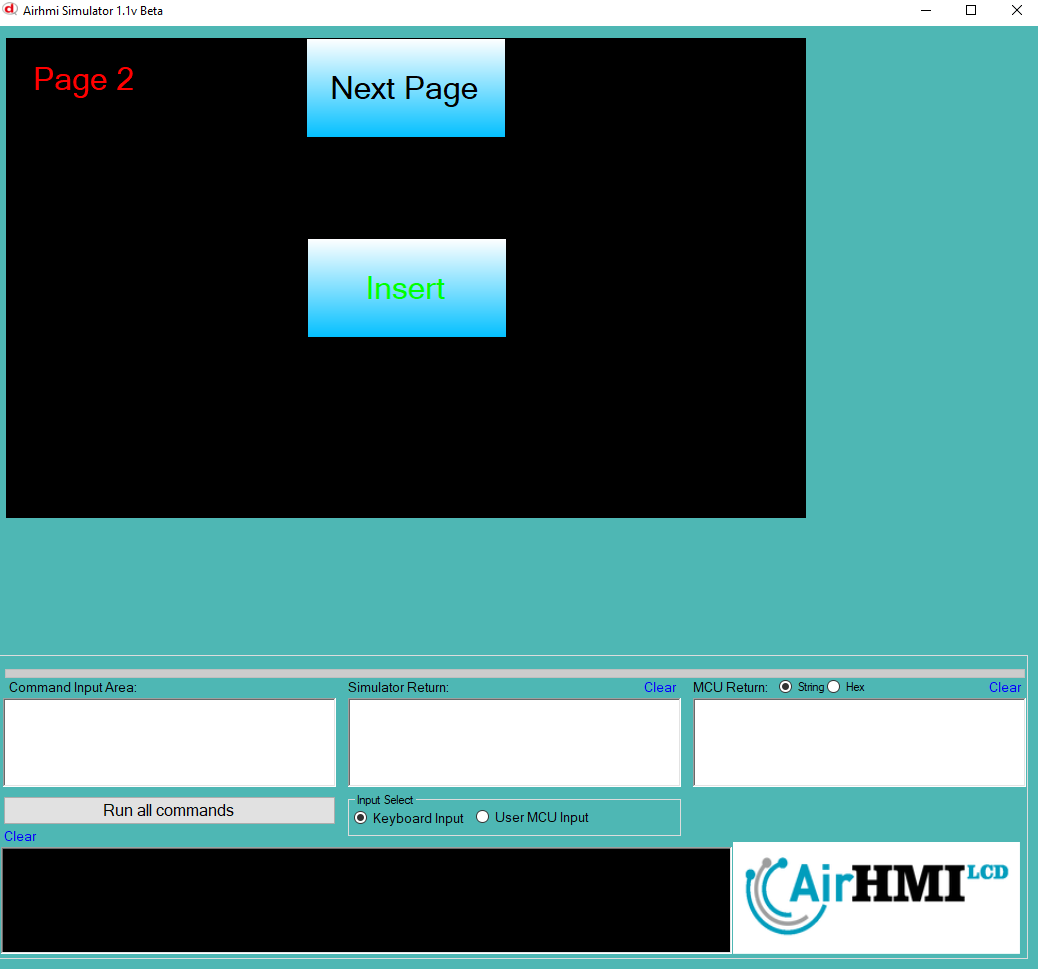 Airhmi Simulator 1.1v Beta
Page 2
Next Page
Insert
Command Input Area:
Simulator Return:
Clear
MCU Return:
String
Hex
Clear
Run all commands
Input Select
Keyboard Input
User MCU Input
Clear
AirHMI LCD